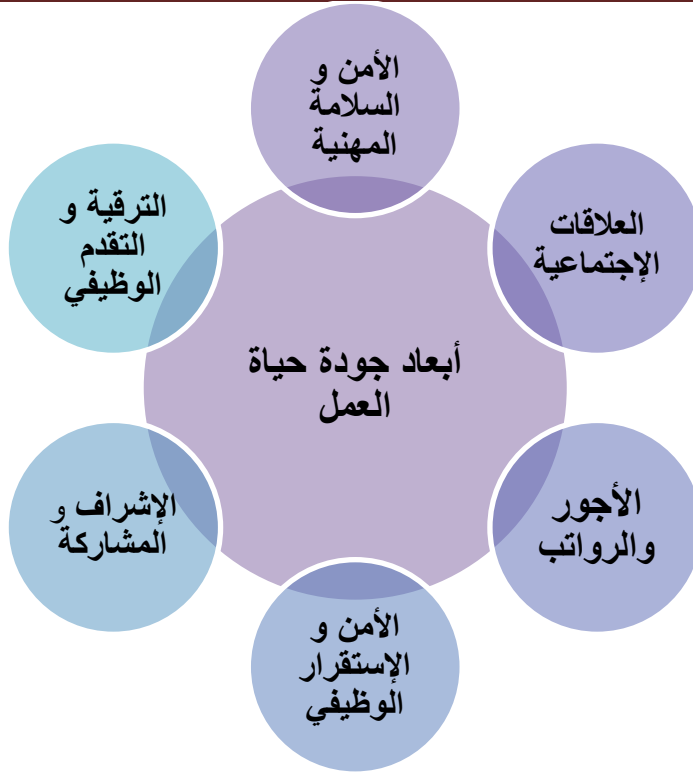 الأمن و
السلامة
المهنية
العلاقات
الإجتماعية
الأجور
والرواتب
الأمن و
الإستقرار
الوظيفي
الإشراف و
المشاركة
الترقية و
التقدم
الوظيفي
أبعاد جودة حياة
العمل